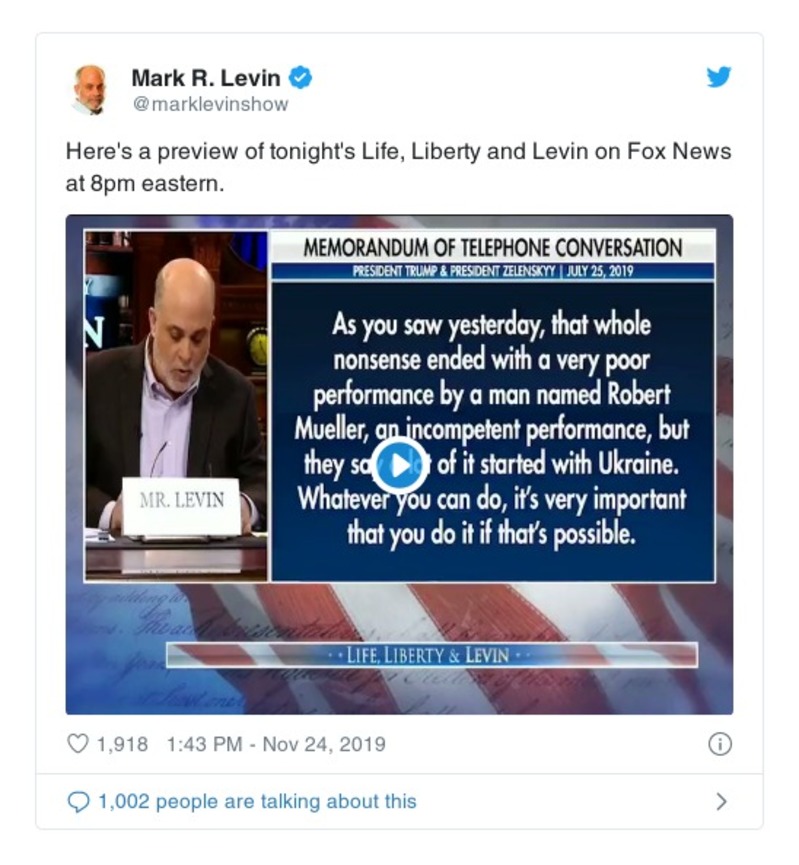 Mark R. Levin
@marklevinshow
Here's a preview of tonight's Life, Liberty and Levin on Fox News
at 8pm eastern.
MEMORANDUM OF TELEPHONE CONVERSATION
PRESIDENT TRUMP & PRESIDENT ZELENSKYY | JULY 25, 2019
As you saw yesterday, that whole
nonsense ended with a very poor
performance by a man named Robert
Mueller, an incompetent performance, but
they say lot of it started with Ukraine.
Whatever you can do, it's very important
that you do it if that's possible.
N
MR. LEVIN
LIFE, LIBERTY & LEVIN
1,918 1:43 PM - Nov 24, 2019
1,002 people are talking about this